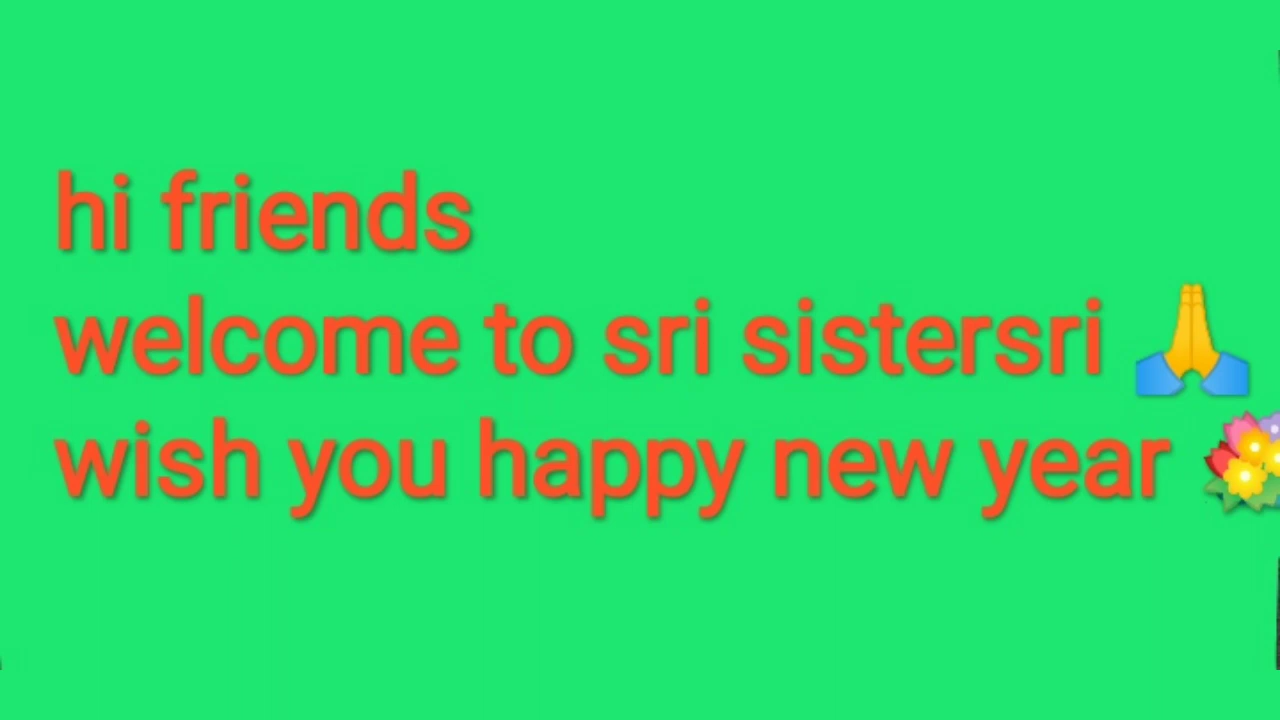 hi friends
welcome to sri sistersri 🙏
wish you happy new year 💐